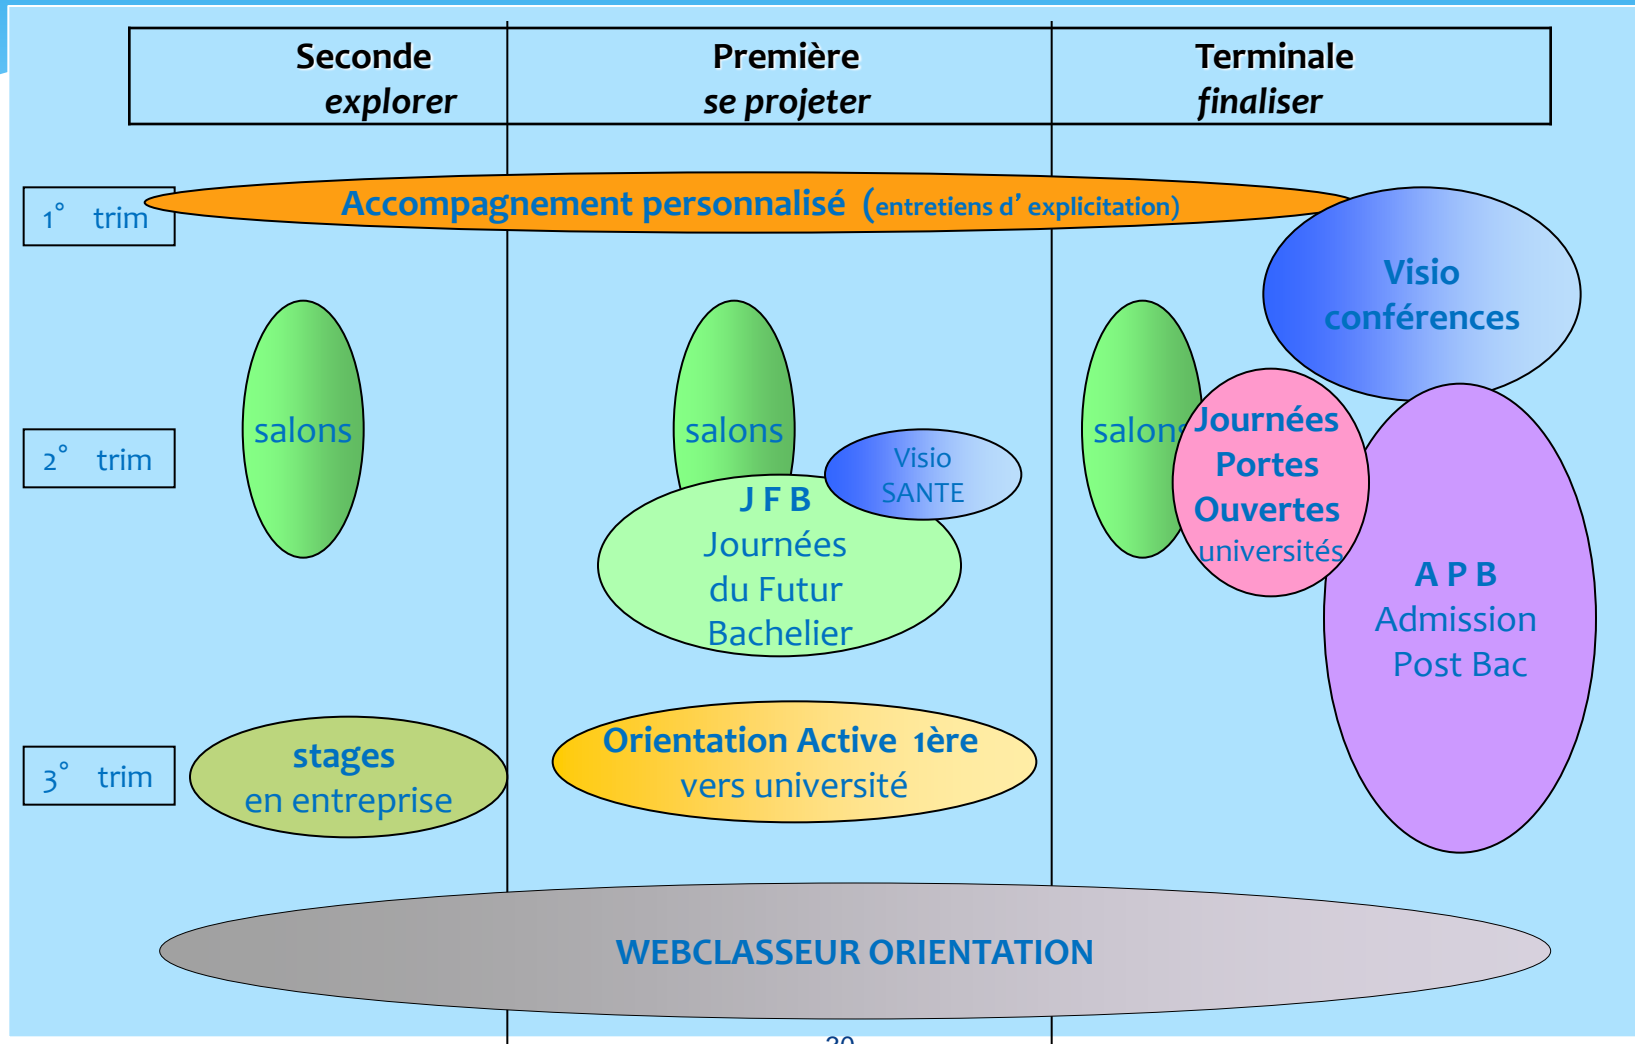 Seconde
explorer
Première
se projeter
Terminale
finaliser
1° trim
Accompagnement personnalisé (entretiens d' explicitation)
Visio
conférences
2° trim
salons
salons
Visio
SANTE
J F B
Journées
du Futur
Bachelier
salons
Journées
Portes
Ouvertes
universités
A P B
Admission
Post Bac
3° trim
stages
en entreprise
Orientation Active 1ère
vers université
WEBCLASSEUR ORIENTATION